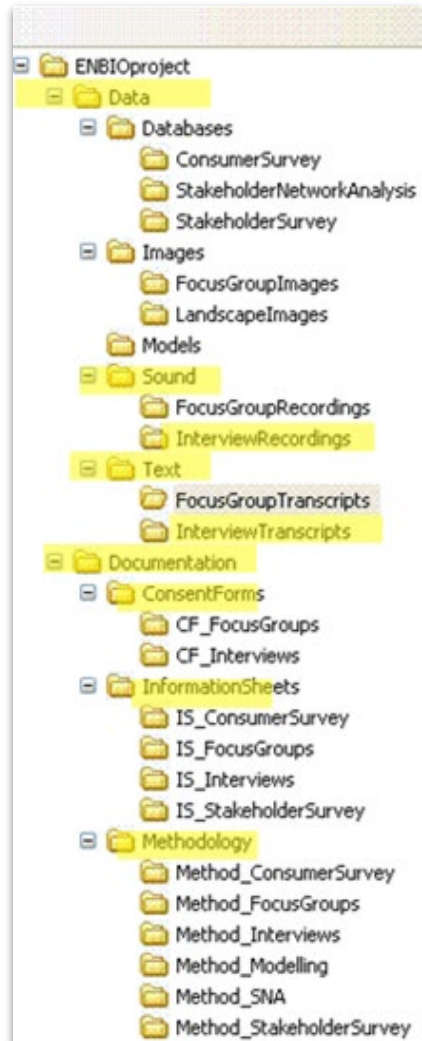 ENBIOproject
Data
Databases
ConsumerSurvey
StakeholderNetworkAnalysis
StakeholderSurvey
Images
FocusGroupImages
LandscapeImages
Models
Sound
FocusGroupRecordings
InterviewRecordings
Text
FocusGroupTranscripts
InterviewTranscripts
Documentation
ConsentForms
CF_FocusGroups
CF_Interviews
InformationSheets
IS_ConsumerSurvey
IS_FocusGroups
IS_Interviews
IS_StakeholderSurvey
Methodology
Method_ConsumerSurvey
Method_FocusGroups
Method_Interviews
Method_Modelling
Method_SNA
Method_StakeholderSurvey